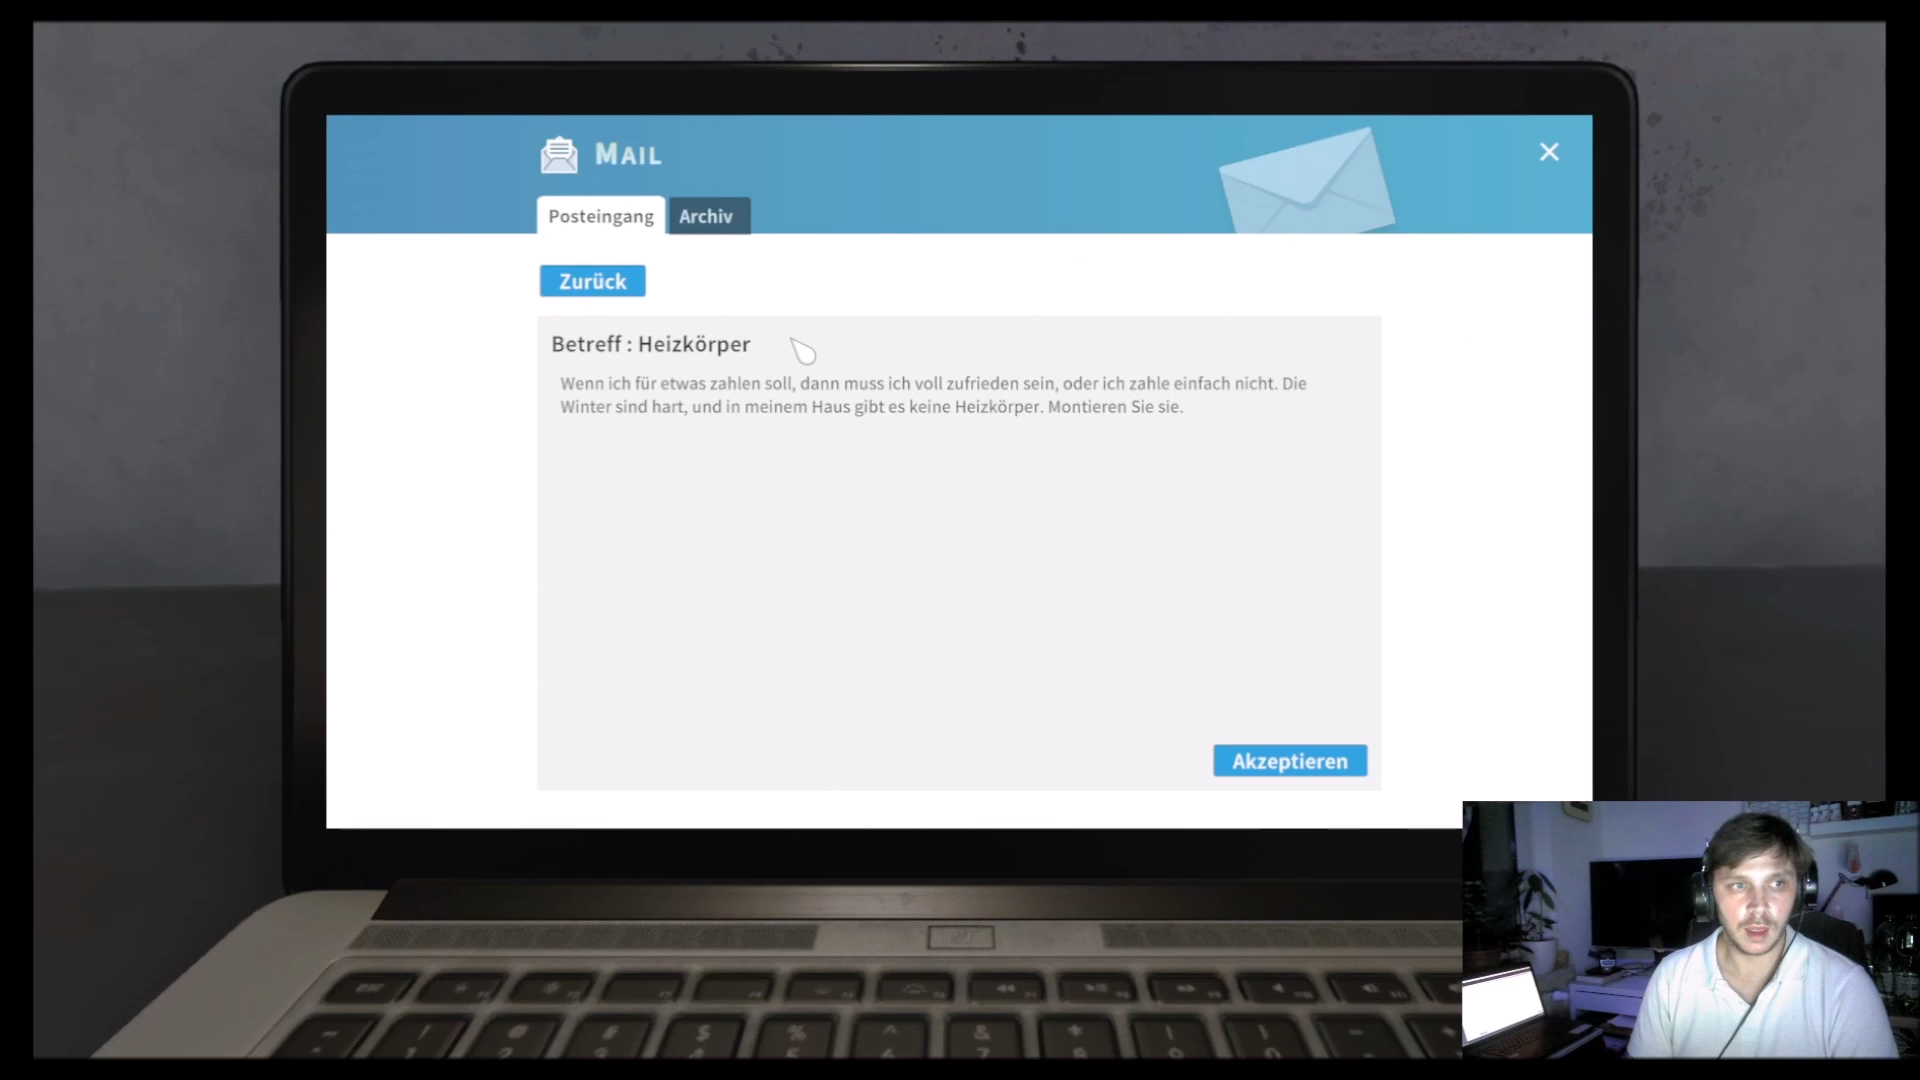 MAIL
Posteingang
Archiv
Zurück
Betreff : Heizkörper
Wenn ich für etwas zahlen soll, dann muss ich voll zufrieden sein, oder ich zahle einfach nicht. Die
Winter sind hart, und in meinem Haus gibt es keine Heizkörper. Montieren Sie sie.
Akzeptieren